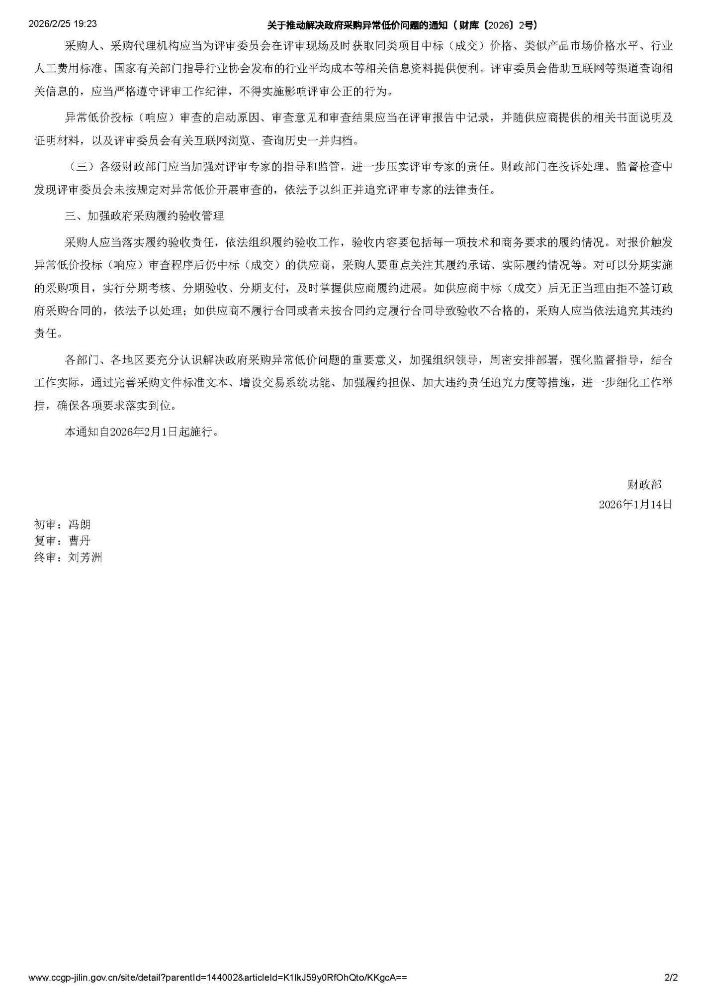 2026/2/25 19:23
关于推动解决政府采购异常低价问题的通知（ 财库〔2026〕2号）
采购人、采购代理机构应当为评审委员会在评审现场及时获取同类项目中标（成交）价格、类似产品市场价格水平、行业
人工费用标准、国家有关部门指导行业协会发布的行业平均成本等相关信息资料提供便利。评审委员会借助互联网等渠道查询相
关信息的，应当严格遵守评审工作纪律，不得实施影响评审公正的行为。
异常低价投标（响应）审查的启动原因、审查意见和审查结果应当在评审报告中记录，并随供应商提供的相关书面说明及
证明材料，以及评审委员会有关互联网浏览、查询历史一并归档。
（三）各级财政部门应当加强对评审专家的指导和监管，进一步压实评审专家的责任。财政部门在投诉处理、监督检查中
发现评审委员会未按规定对异常低价开展审查的，依法予以纠正并追究评审专家的法律责任。
三、加强政府采购履约验收管理
采购人应当落实履约验收责任，依法组织履约验收工作，验收内容要包括每一项技术和商务要求的履约情况。对报价触发
异常低价投标（响应）审查程序后仍中标（成交）的供应商，采购人要重点关注其履约承诺、实际履约情况等。对可以分期实施
的采购项目，实行分期考核、分期验收、分期支付，及时掌握供应商履约进展。如供应商中标（成交）后无正当理由拒不签订政
府采购合同的，依法予以处理；如供应商不履行合同或者未按合同约定履行合同导致验收不合格的，采购人应当依法追究其违约
责任。
各部门、各地区要充分认识解决政府采购异常低价问题的重要意义，加强组织领导，周密安排部署，强化监督指导，结合
工作实际，通过完善采购文件标准文本、增设交易系统功能、加强履约担保、加大违约责任追究力度等措施，进一步细化工作举
措，确保各项要求落实到位。
本通知自2026年2月1日起施行。
财政部
2026年1月14日
初审：冯朗
复审：曹丹
终审：刘芳洲
www.ccgp-jilin.gov.cn/site/detail?parentId=144002&articleId=K1lkJ59y0RfOhQto/KKgcA==
2/2